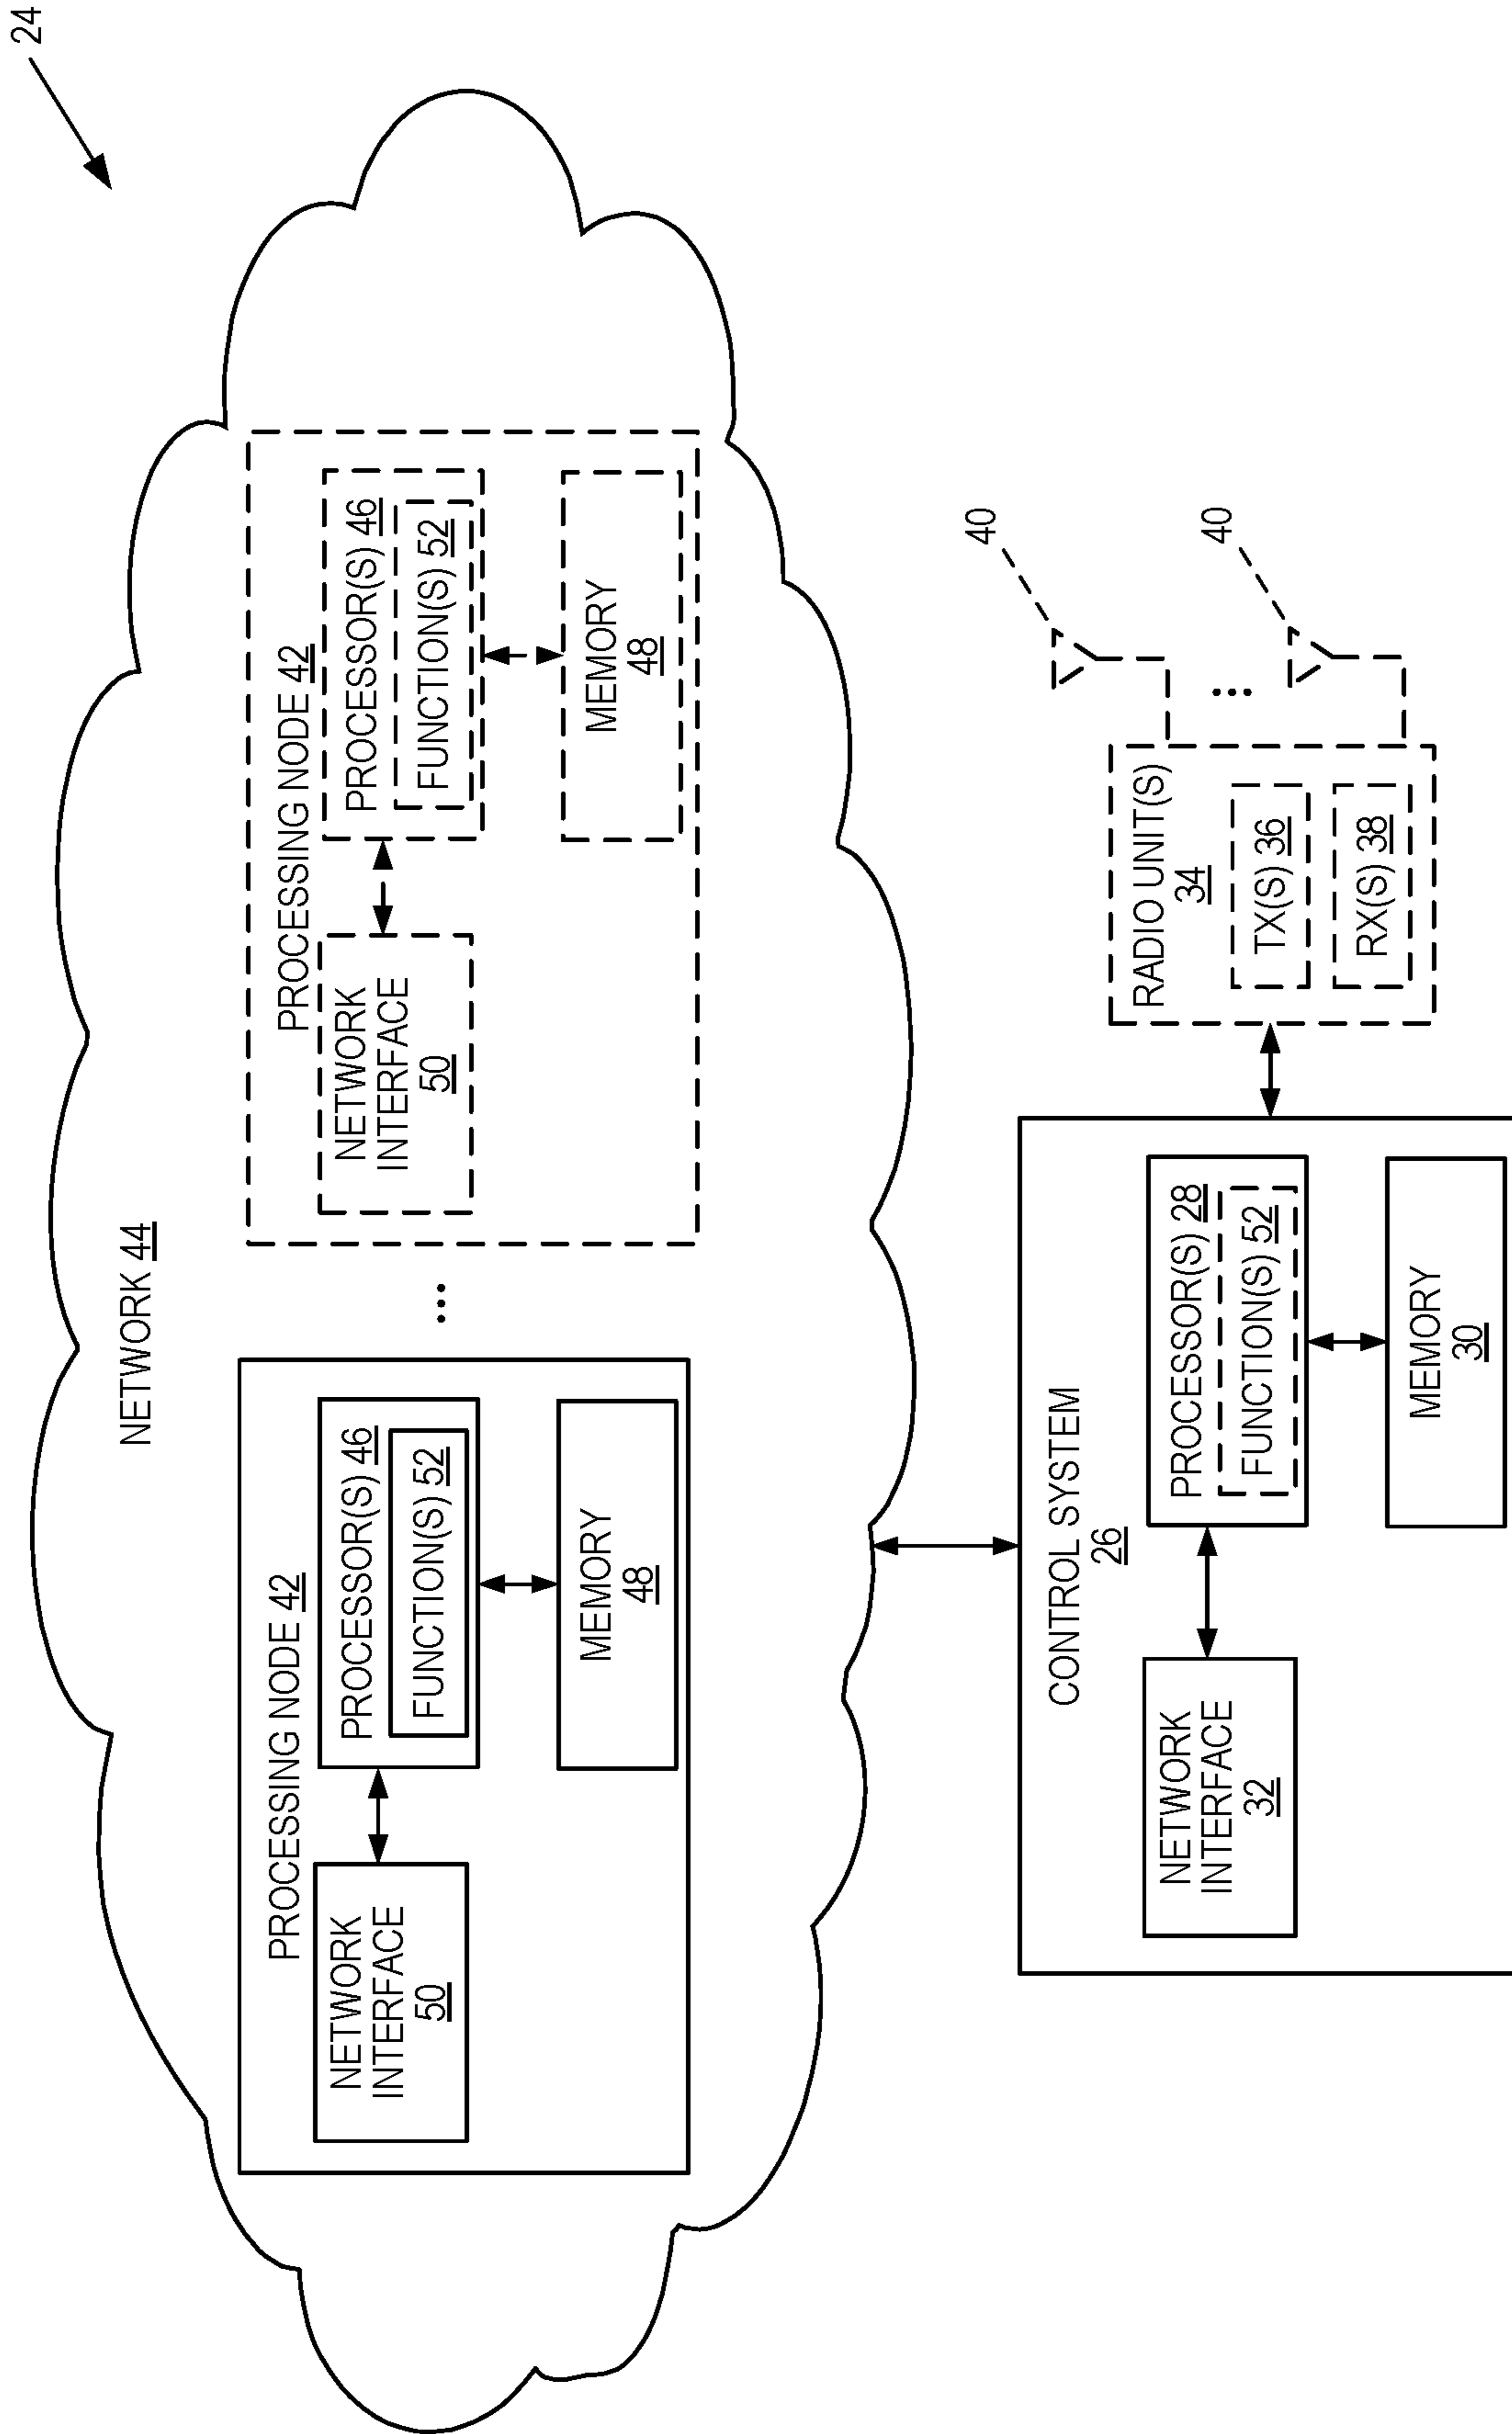 24
NETWORK 44
PROCESSING NODE 42
NETWORK
INTERFACE
50
PROCESSOR(S) 46
FUNCTION(S) 52
MEMORY
48
...
PROCESSING NODE 42
NETWORK
INTERFACE
50
PROCESSOR(S) 46
FUNCTION(S) 52
MEMORY
48
CONTROL SYSTEM
26
NETWORK
INTERFACE
32
PROCESSOR(S) 28
FUNCTION(S) 52
MEMORY
30
RADIO UNIT(S)
34
TX(S) 36
RX(S) 38
40
...
40